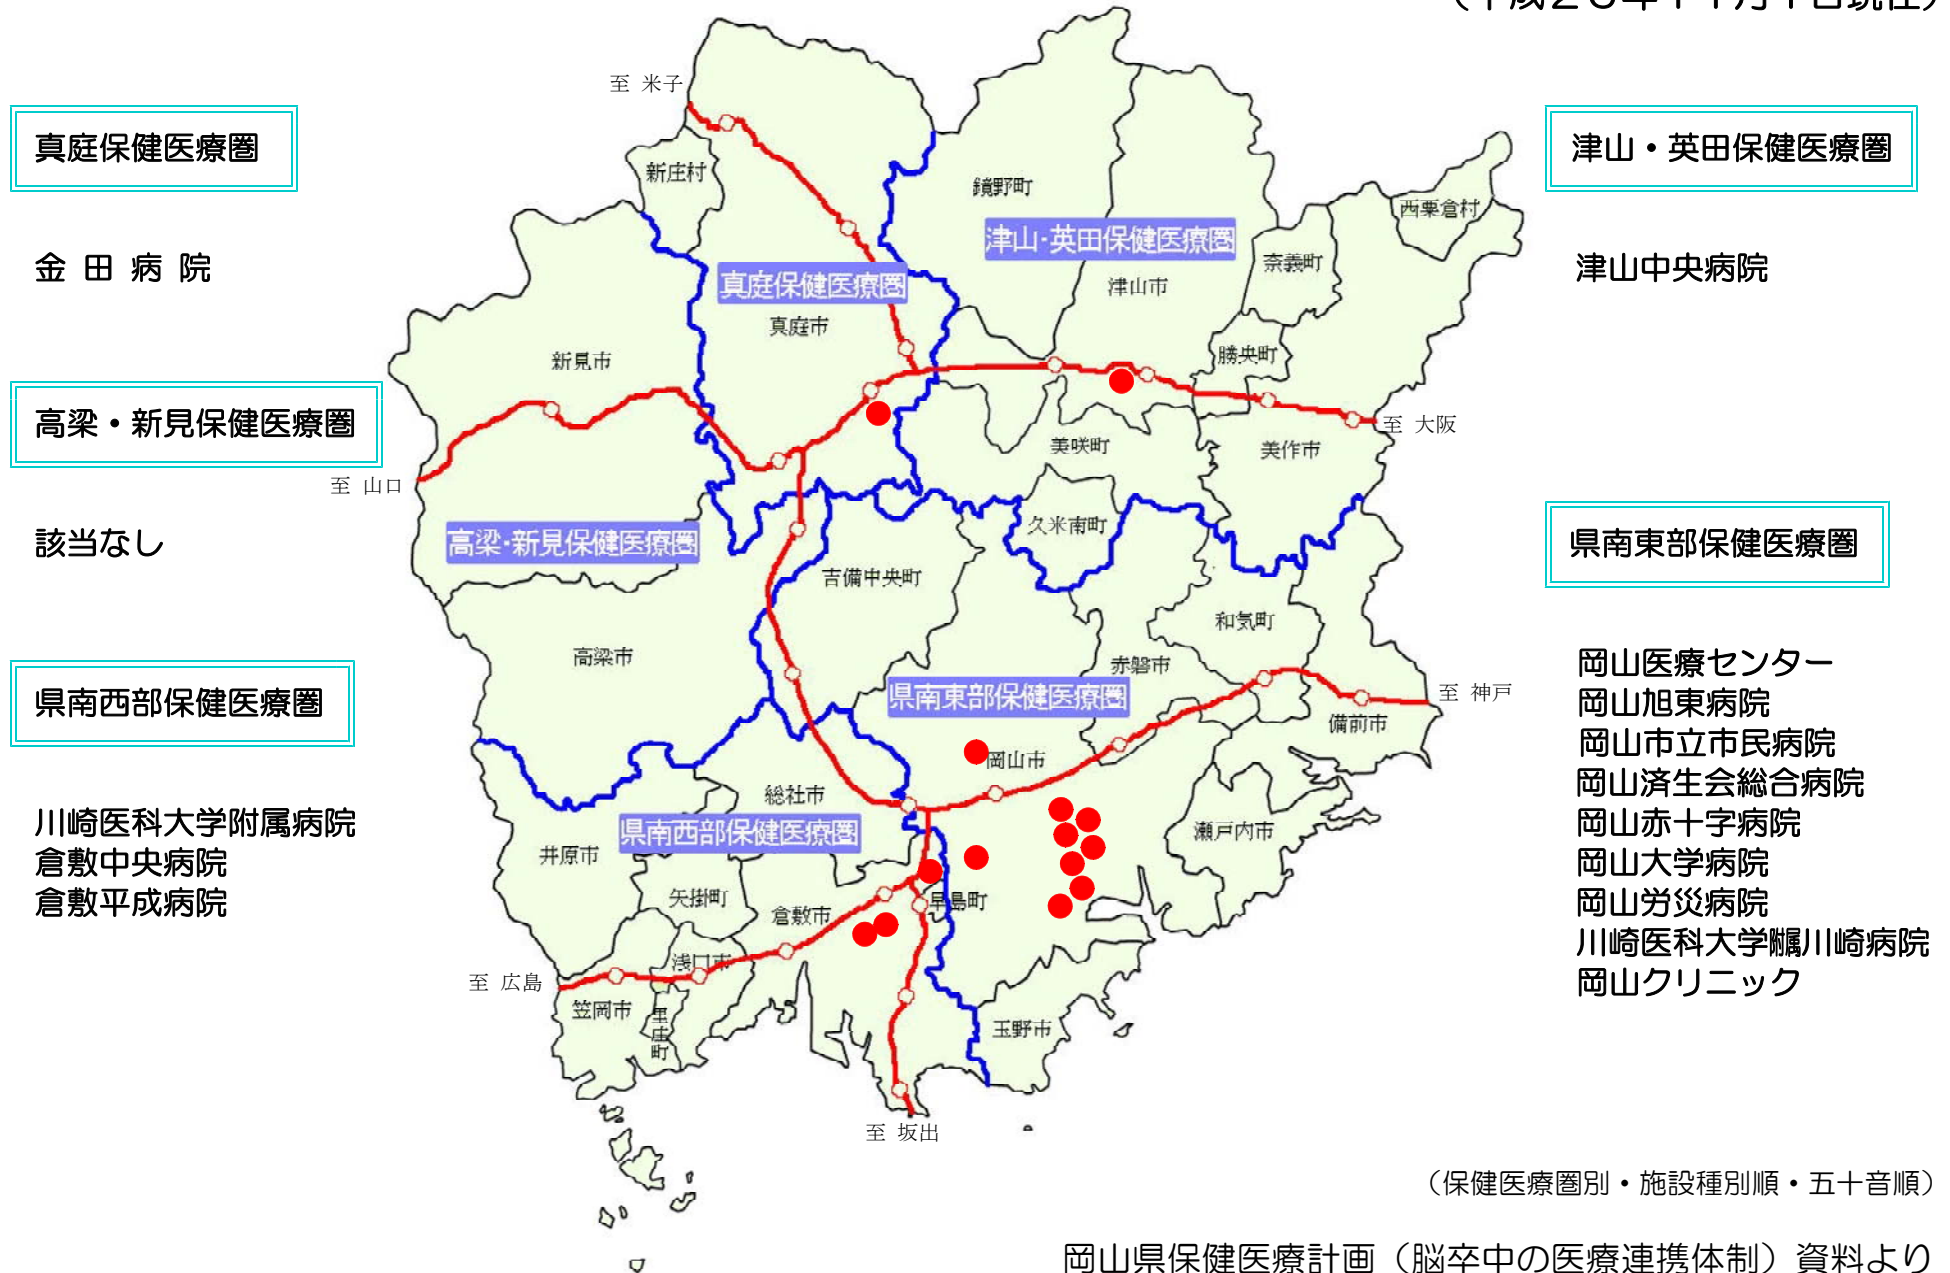 真庭保健医療圏
金田病院
高梁・新見保健医療圏
該当なし
県南西部保健医療圏
川崎医科大学附属病院
倉敷中央病院
倉敷平成病院
至 米子
新庄村
鏡野町
西粟倉村
津山・英田保健医療圏
奈義町
真庭保健医療圏
津山市
真庭市
新見市
勝央町
至 大阪
美咲町
美作市
至 山口
久米南町
高梁・新見保健医療圏
吉備中央町
和気町
高梁市
赤磐市
県南東部保健医療圏
至 神戸
備前市
岡山市
総社市
県南西部保健医療圏
瀬戸内市
井原市
矢掛町
早島町
倉敷市
浅口市
至 広島
笠岡市
里庄町
玉野市
至 坂出
津山・英田保健医療圏
津山中央病院
県南東部保健医療圏
岡山医療センター
岡山旭東病院
岡山市立市民病院
岡山済生会総合病院
岡山赤十字病院
岡山大学病院
岡山労災病院
川崎医科大学附属川崎病院
岡山クリニック
（保健医療圏別・施設種別順・五十音順）
岡山県保健医療計画（脳卒中の医療連携体制）資料より